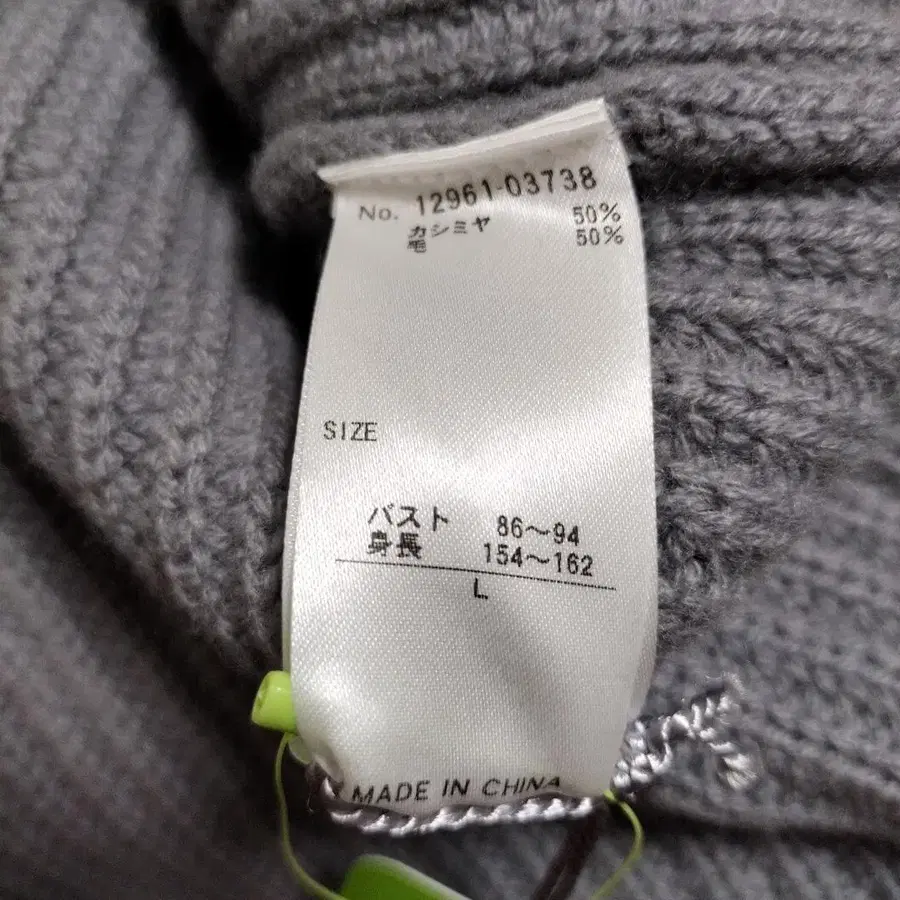 No. 12961-03738
カシミヤ 50%
毛 50%
SIZE
バスト 86〜94
身長 154〜162
L
MADE IN CHINA